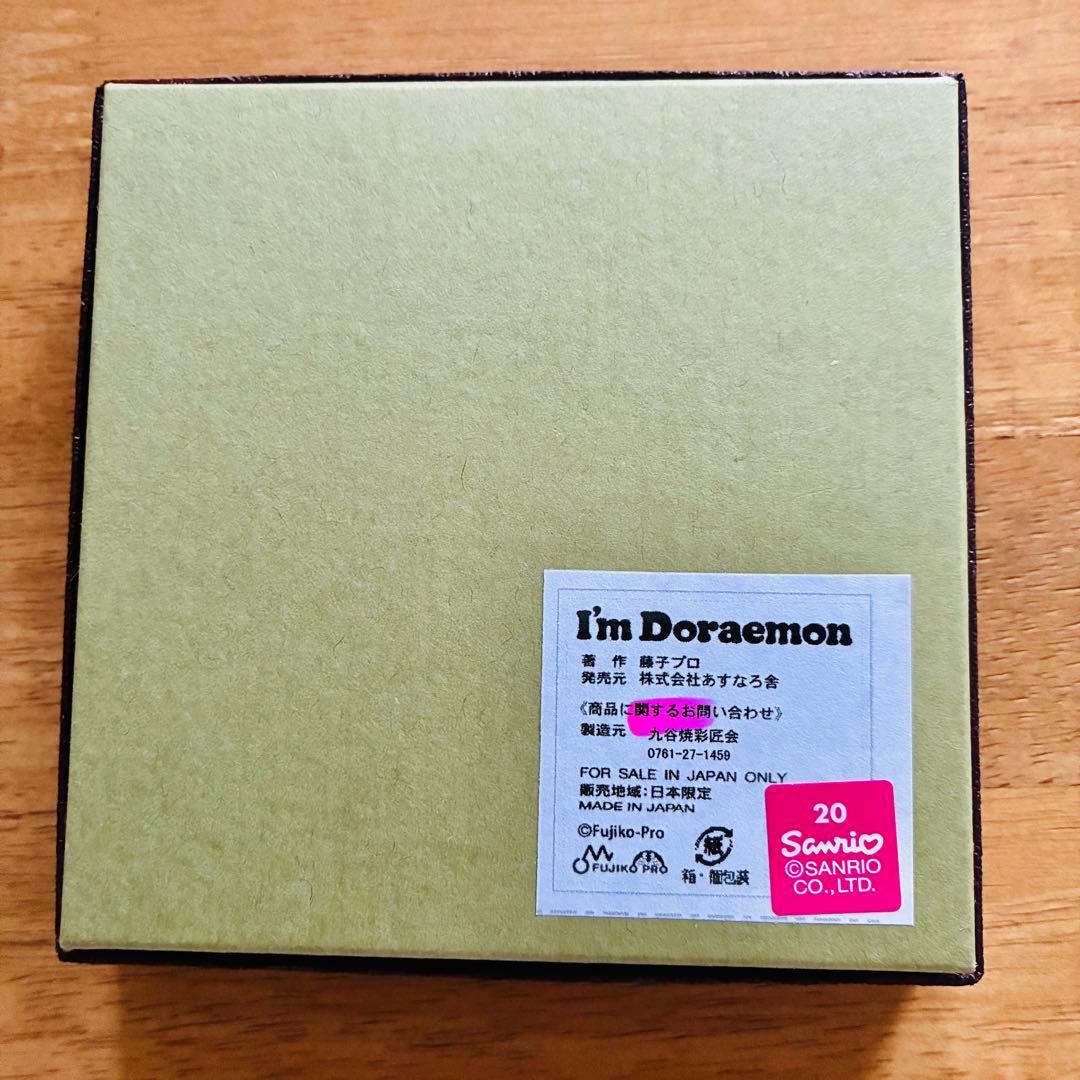 I'm Doraemon
著 作 藤子プロ
発売元 株式会社あすなろ舎
《商品に関するお問い合わせ》
製造元 九谷焼彩匠会
0761-27-1459
FOR SALE IN JAPAN ONLY
販売地域:日本限定
MADE IN JAPAN
©Fujiko-Pro
FUJIKO PRO
紙
箱・個包装
20
Sanrio
©SANRIO
CO.,LTD.